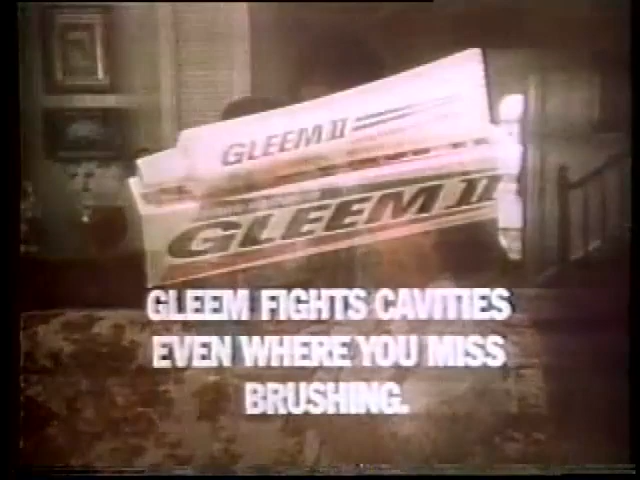 GLEEM II
GLEEM II
GLEEM FIGHTS CAVITIES
EVEN WHERE YOU MISS
BRUSHING.